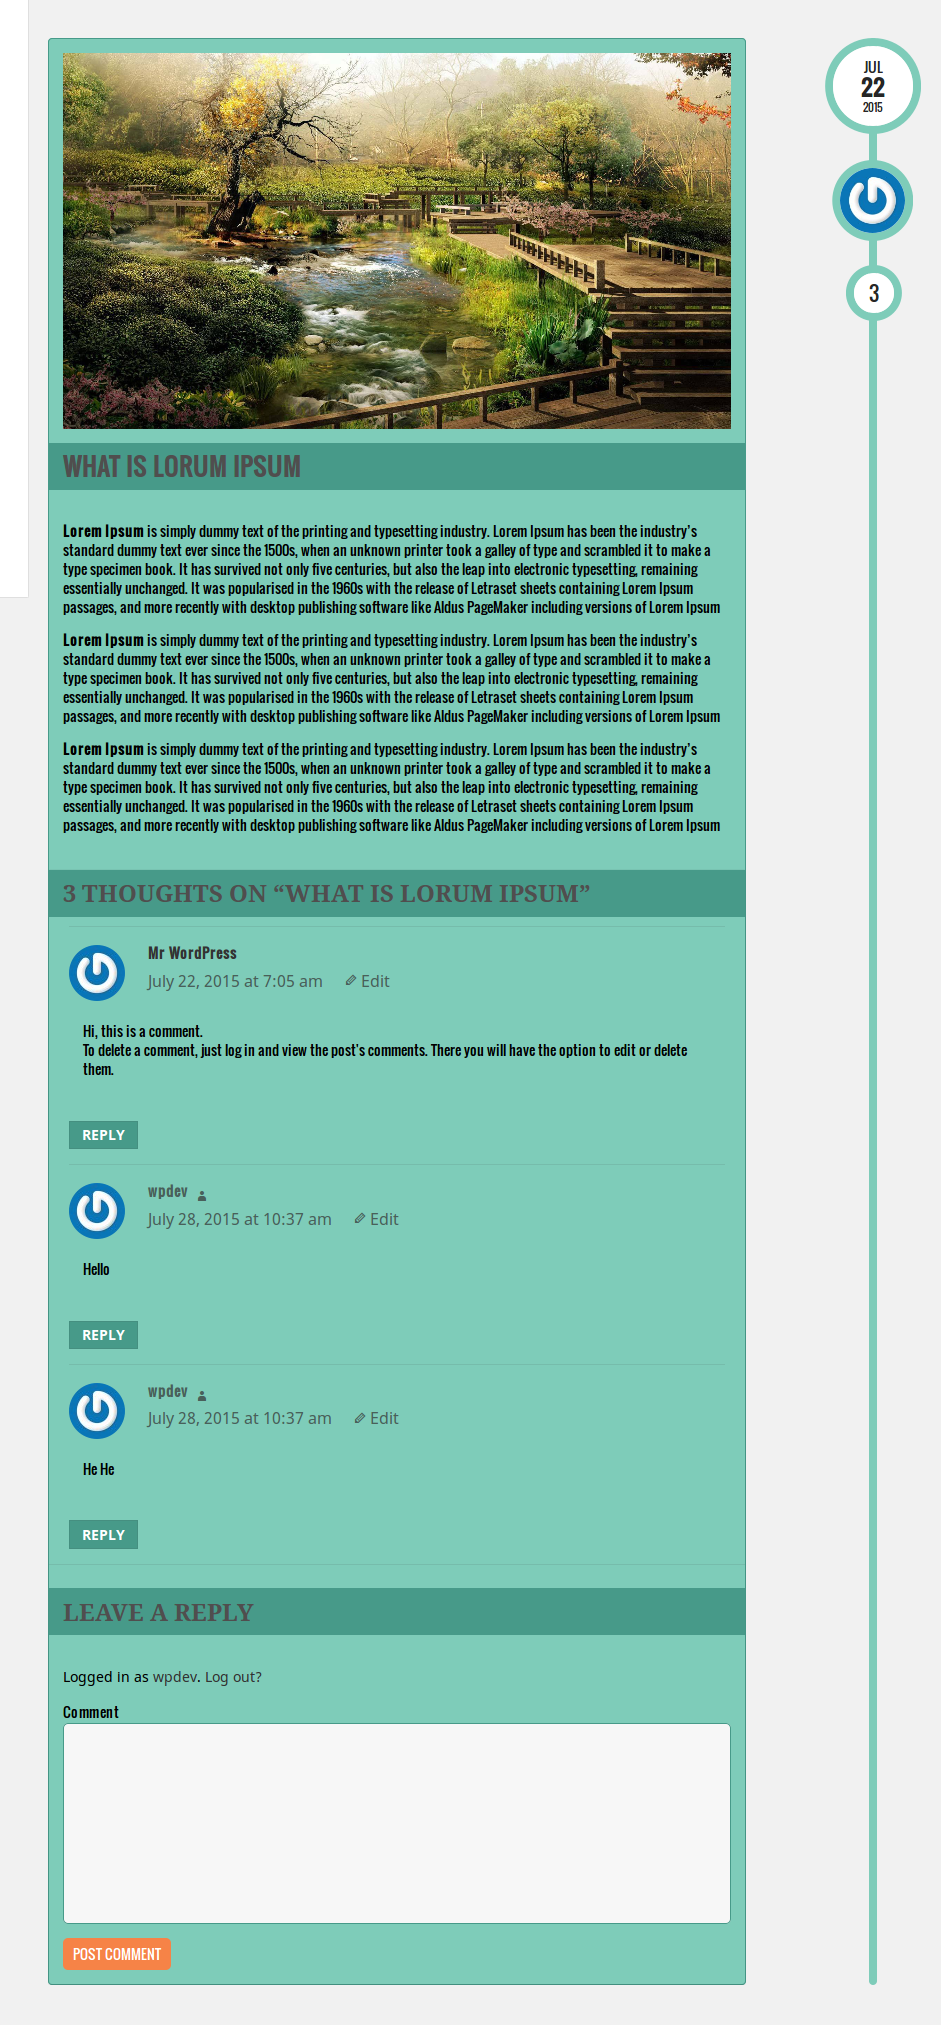 JUL
22
2015
3
WHAT IS LORUM IPSUM
Lorem Ipsum is simply dummy text of the printing and typesetting industry. Lorem Ipsum has been the industry's
standard dummy text ever since the 1500s, when an unknown printer took a galley of type and scrambled it to make a
type specimen book. It has survived not only five centuries, but also the leap into electronic typesetting, remaining
essentially unchanged. It was popularised in the 1960s with the release of Letraset sheets containing Lorem Ipsum
passages, and more recently with desktop publishing software like Aldus PageMaker including versions of Lorem Ipsum
Lorem Ipsum is simply dummy text of the printing and typesetting industry. Lorem Ipsum has been the industry's
standard dummy text ever since the 1500s, when an unknown printer took a galley of type and scrambled it to make a
type specimen book. It has survived not only five centuries, but also the leap into electronic typesetting, remaining
essentially unchanged. It was popularised in the 1960s with the release of Letraset sheets containing Lorem Ipsum
passages, and more recently with desktop publishing software like Aldus PageMaker including versions of Lorem Ipsum
Lorem Ipsum is simply dummy text of the printing and typesetting industry. Lorem Ipsum has been the industry's
standard dummy text ever since the 1500s, when an unknown printer took a galley of type and scrambled it to make a
type specimen book. It has survived not only five centuries, but also the leap into electronic typesetting, remaining
essentially unchanged. It was popularised in the 1960s with the release of Letraset sheets containing Lorem Ipsum
passages, and more recently with desktop publishing software like Aldus PageMaker including versions of Lorem Ipsum
3 THOUGHTS ON “WHAT IS LORUM IPSUM”
Mr WordPress
July 22, 2015 at 7:05 am Edit
Hi, this is a comment.
To delete a comment, just log in and view the post's comments. There you will have the option to edit or delete
them.
REPLY
wpdev
July 28, 2015 at 10:37 am Edit
Hello
REPLY
wpdev
July 28, 2015 at 10:37 am Edit
He He
REPLY
LEAVE A REPLY
Logged in as wpdev. Log out?
Comment
POST COMMENT